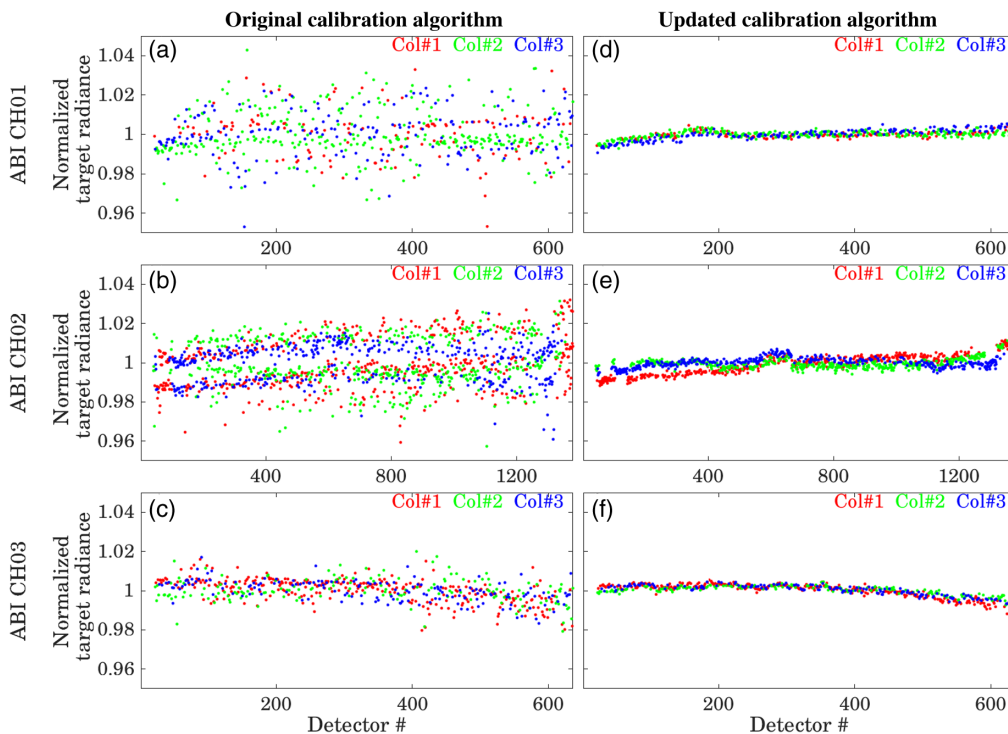 Original calibration algorithm
Updated calibration algorithm
ABI CH01
Normalized
target radiance
1.04
1.02
1
0.98
0.96
(a)
Col#1 Col#2 Col#3
200 400 600
(d)
Col#1 Col#2 Col#3
200 400 600
ABI CH02
Normalized
target radiance
1.04
1.02
1
0.98
0.96
(b)
Col#1 Col#2 Col#3
400 800 1200
(e)
Col#1 Col#2 Col#3
400 800 1200
ABI CH03
Normalized
target radiance
1.04
1.02
1
0.98
0.96
(c)
Col#1 Col#2 Col#3
200 400 600
Detector #
(f)
Col#1 Col#2 Col#3
200 400 600
Detector #